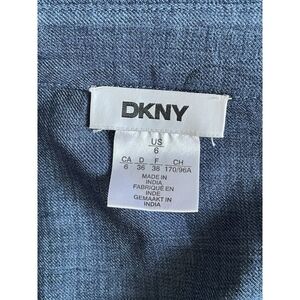 DKNY
US
6
CA D F CH
6 36 38 170/96A
MADE IN
INDIA
FABRIQUÉ EN
INDE
GEMAAKT IN
INDIA